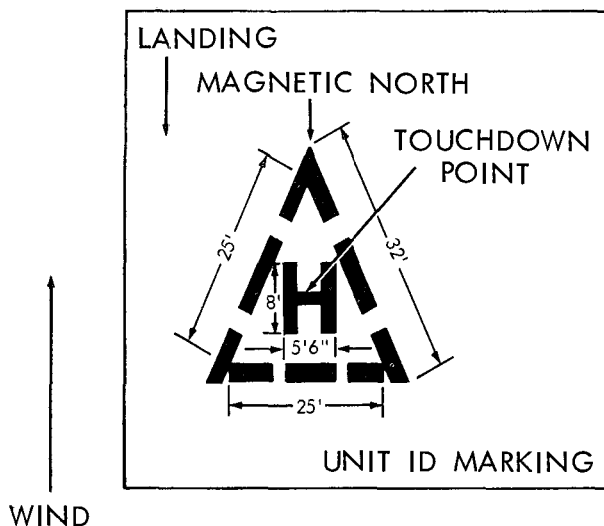 LANDING
MAGNETIC NORTH
TOUCHDOWN
POINT
25'
32'
8'
H
5'6"
25'
UNIT ID MARKING
WIND